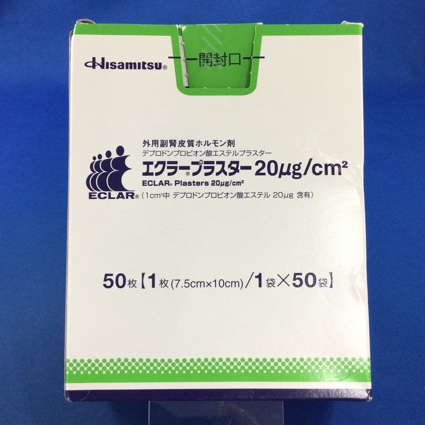 Hisamitsu®
開封口
外用副腎皮質ホルモン剤
デプロドンプロピオン酸エステルプラスター
エクラー®プラスター20μg/cm²
ECLAR® Plasters 20μg/cm²
ECLAR®
(1cm²中 デプロドンプロピオン酸エステル 20μg 含有)
50枚【1枚(7.5cm×10cm)/1袋×50袋】